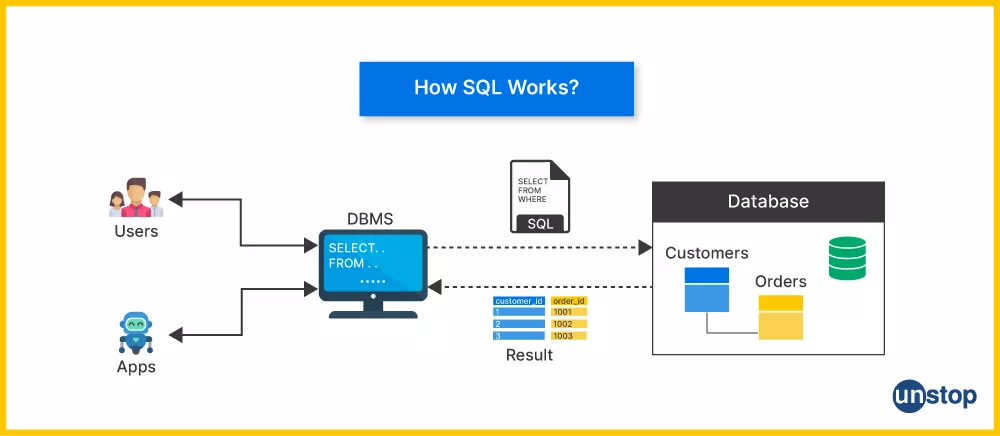 How SQL Works?
Users
Apps
DBMS
SELECT. .
FROM . .
.....
SELECT
FROM
WHERE
SQL
customer_id order_id
1 1001
2 1002
3 1003
Result
Database
Customers
Orders
unstop